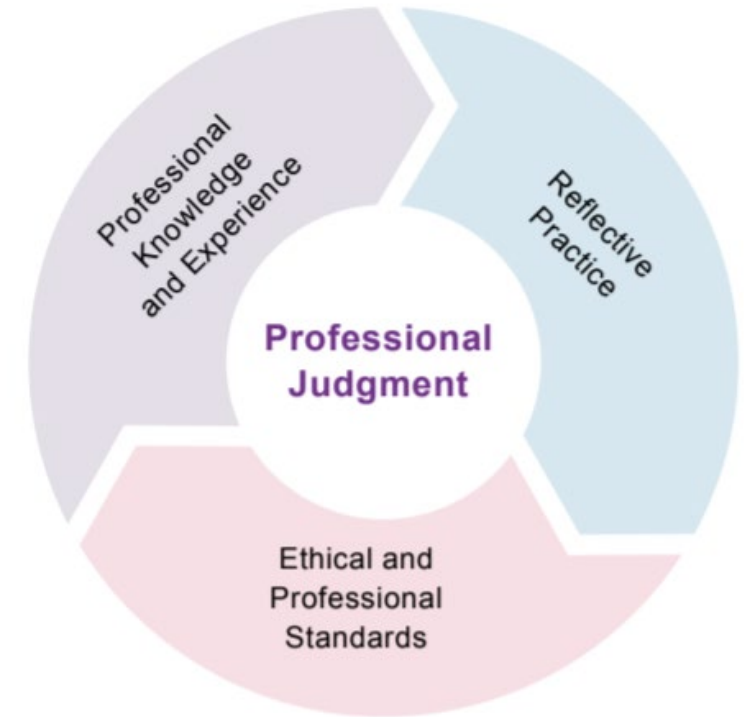 Professional
Knowledge
and Experience
Reflective
Practice
Professional
Judgment
Ethical and
Professional
Standards